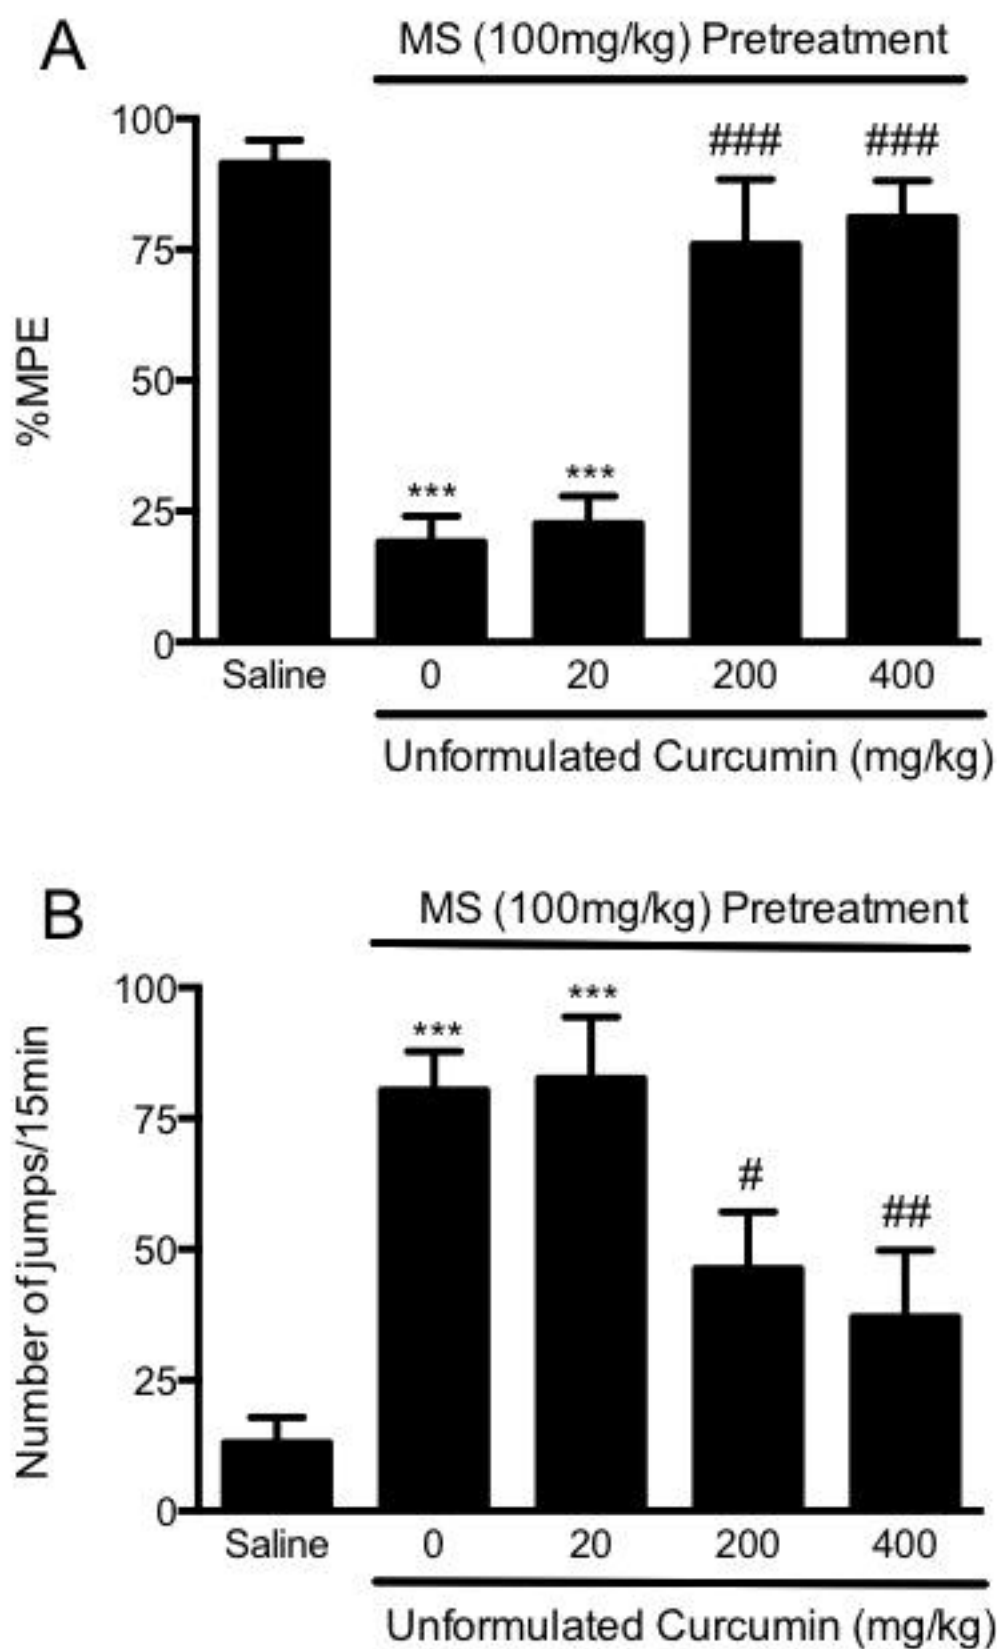 A
MS (100mg/kg) Pretreatment
100
75
50
25
0
%MPE
***
***
###
###
Saline 0 20 200 400
Unformulated Curcumin (mg/kg)
B
MS (100mg/kg) Pretreatment
100
75
50
25
0
Number of jumps/15min
***
***
#
##
Saline 0 20 200 400
Unformulated Curcumin (mg/kg)